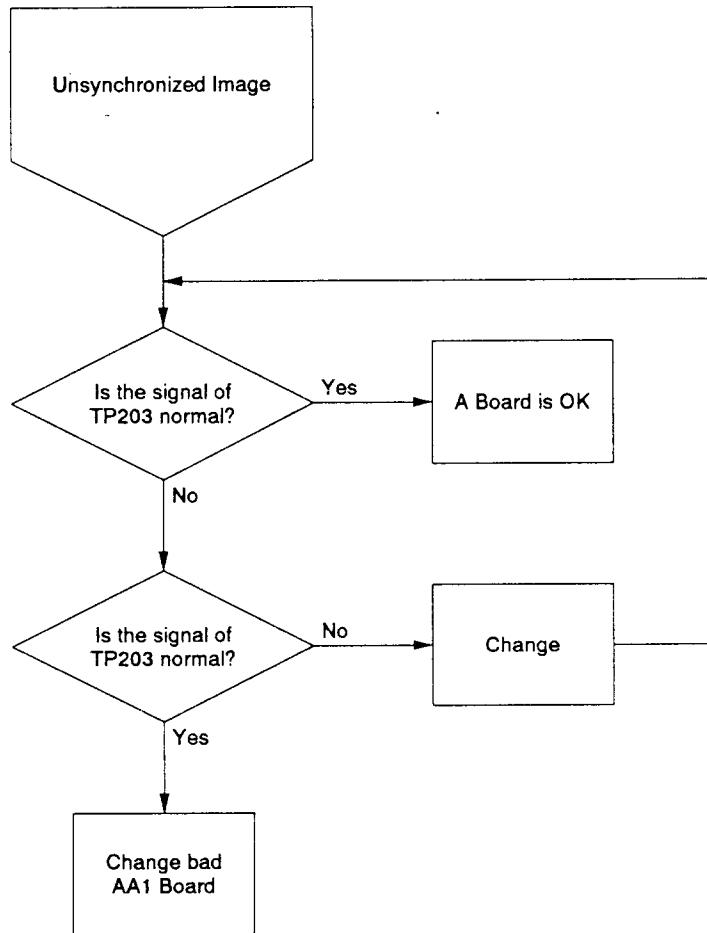 Unsynchronized Image
Is the signal of
TP203 normal?
Yes
A Board is OK
No
Is the signal of
TP203 normal?
No
Change
Yes
Change bad
AA1 Board